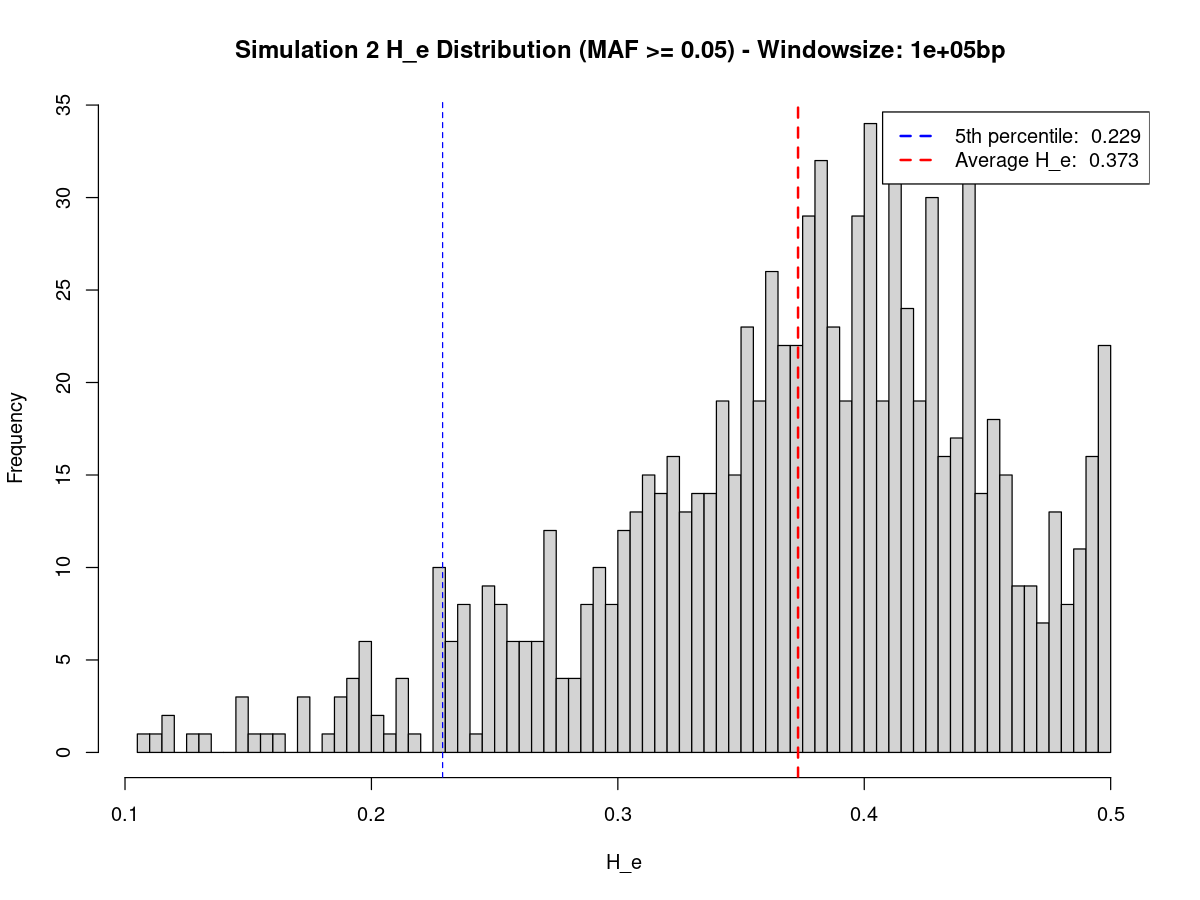 Simulation 2 H_e Distribution (MAF >= 0.05) - Windowsize: 1e+05bp
5th percentile: 0.229
Average H_e: 0.373
Frequency
35
30
25
20
15
10
5
0
0.1 0.2 0.3 0.4 0.5
H_e